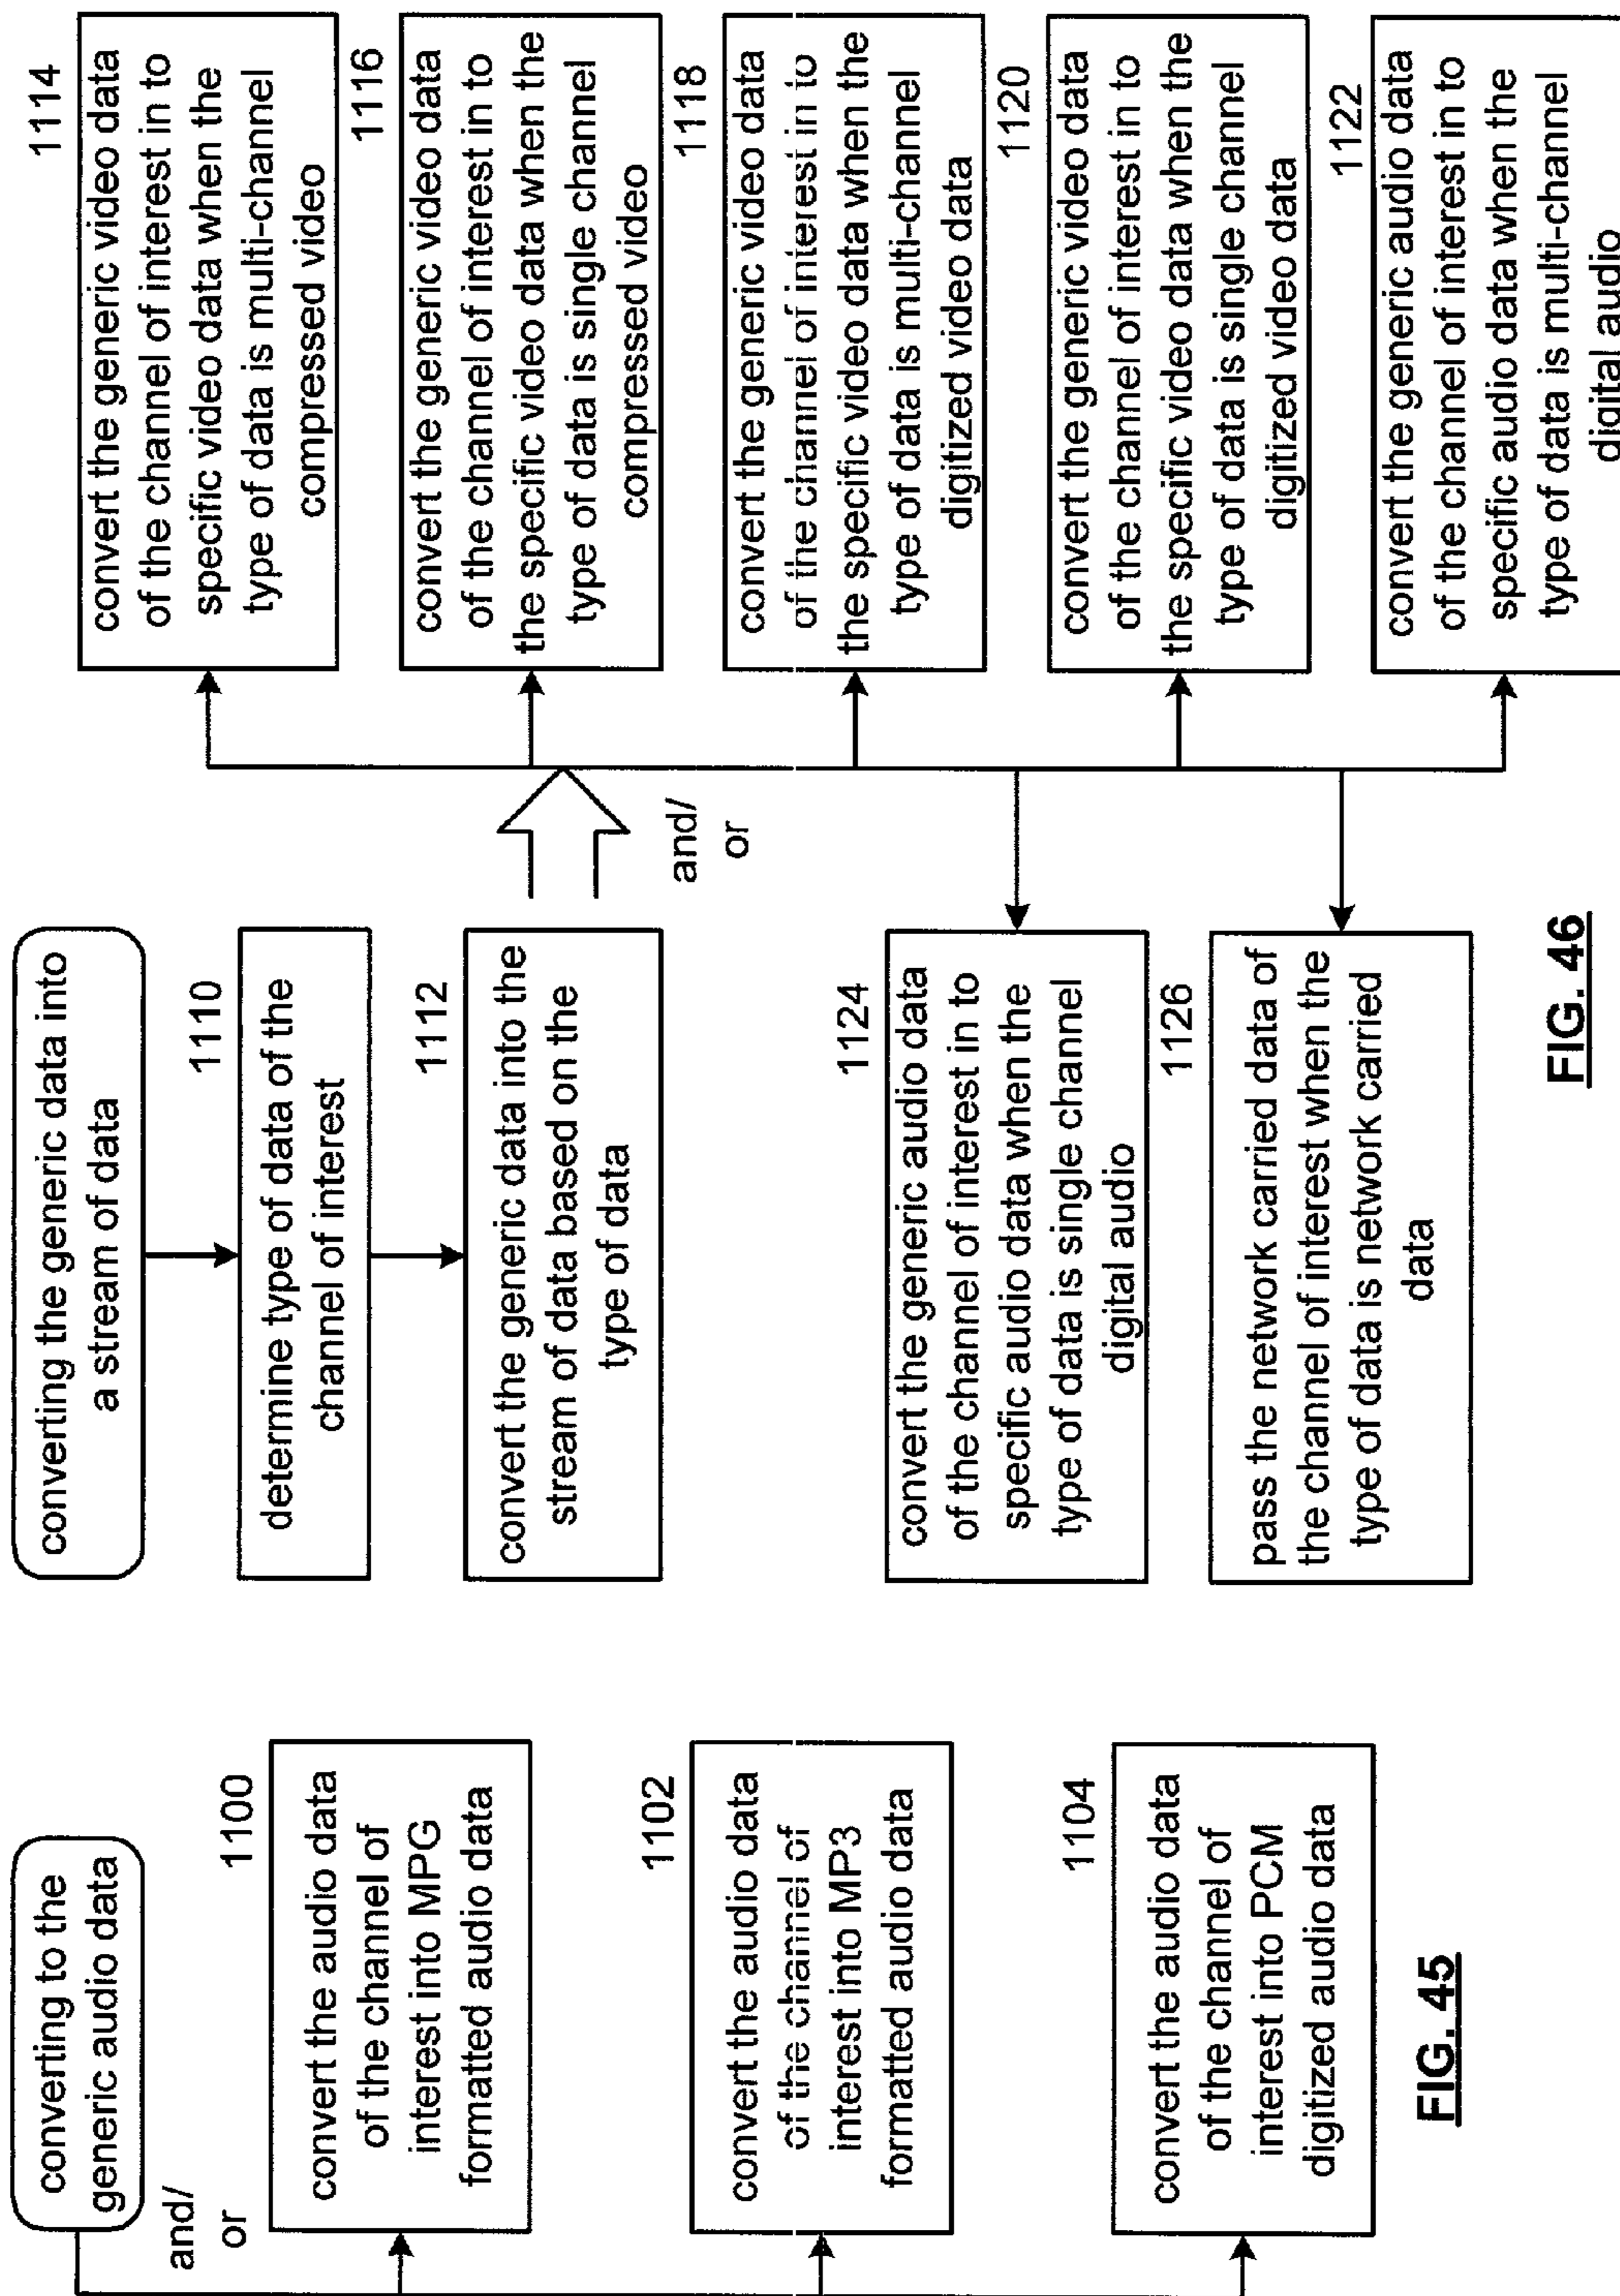 converting to the
generic audio data
and/
or
1100
convert the audio data
of the channel of
interest into MPG
formatted audio data
1102
convert the audio data
of the channel of
interest into MP3
formatted audio data
1104
convert the audio data
of the channel of
interest into PCM
digitized audio data
FIG. 45
converting the generic data into
a stream of data
1110
determine type of data of the
channel of interest
1112
convert the generic data into the
stream of data based on the
type of data
and/
or
1114
convert the generic video data
of the channel of interest in to
specific video data when the
type of data is multi-channel
compressed video
1116
convert the generic video data
of the channel of interest in to
the specific video data when the
type of data is single channel
compressed video
1118
convert the generic video data
of the channel of interest in to
the specific video data when the
type of data is multi-channel
digitized video data
1120
convert the generic video data
of the channel of interest in to
the specific video data when the
type of data is single channel
digitized video data
1122
convert the generic audio data
of the channel of interest in to
specific audio data when the
type of data is multi-channel
digital audio
1124
convert the generic audio data
of the channel of interest in to
specific audio data when the
type of data is single channel
digital audio
1126
pass the network carried data of
the channel of interest when the
type of data is network carried
data
FIG. 46